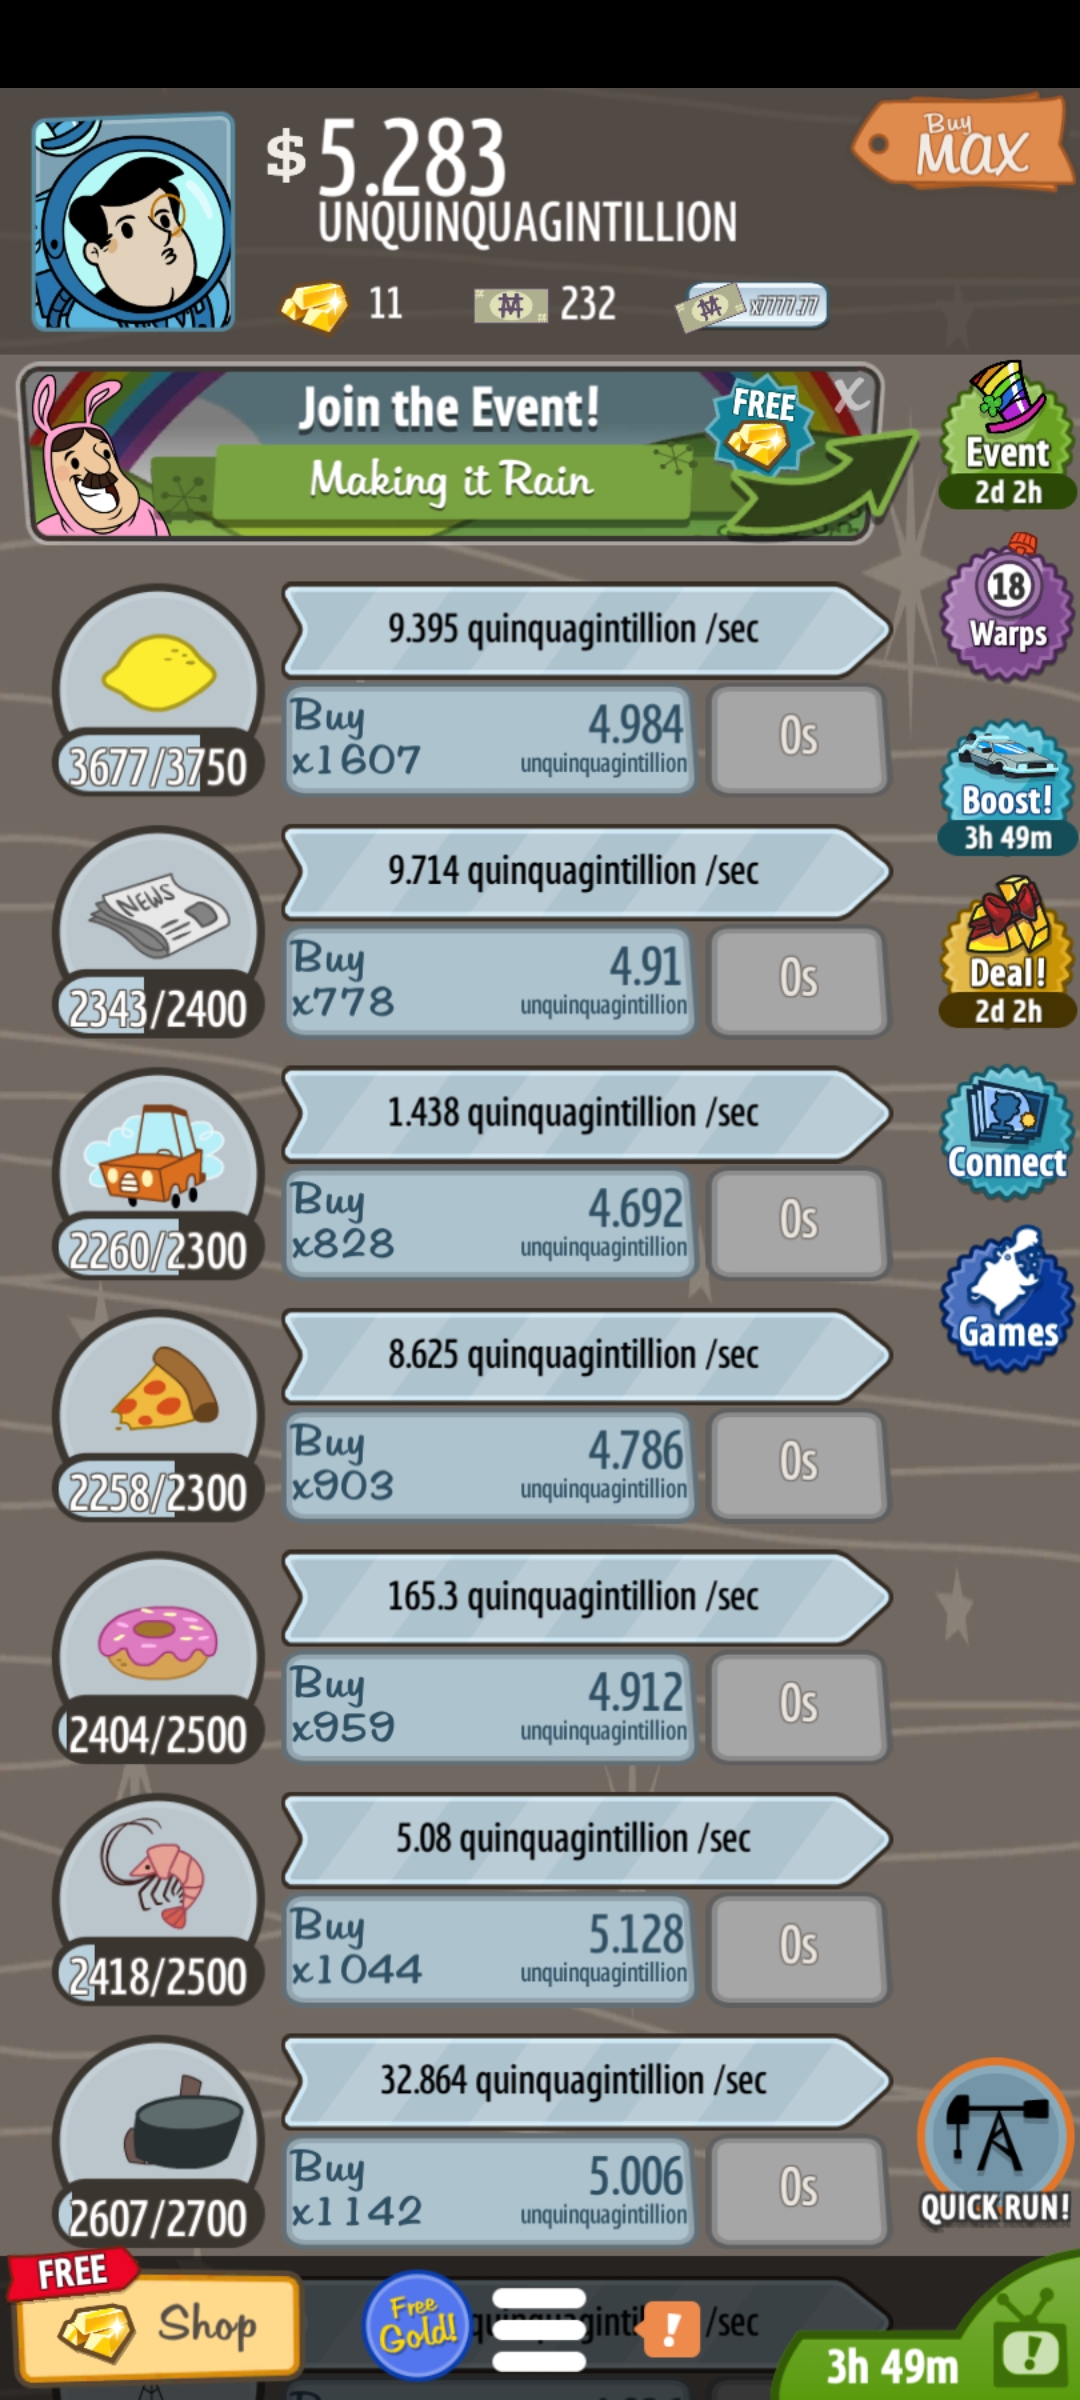 $ 5.283
UNQUINQUAGINTILLION
Buy
MAX
11
232
x7777.77
Join the Event!
Making it Rain
FREE
X
Event
2d 2h
9.395 quinquagintillion /sec
3677/3750
Buy
x1607
4.984
unquinquagintillion
0s
18
Warps
9.714 quinquagintillion /sec
NEWS
2343/2400
Buy
x778
4.91
unquinquagintillion
0s
Boost!
3h 49m
Deal!
2d 2h
1.438 quinquagintillion /sec
2260/2300
Buy
x828
4.692
unquinquagintillion
0s
Connect
Games
8.625 quinquagintillion /sec
2258/2300
Buy
x903
4.786
unquinquagintillion
0s
165.3 quinquagintillion /sec
2404/2500
Buy
x959
4.912
unquinquagintillion
0s
5.08 quinquagintillion /sec
2418/2500
Buy
x1044
5.128
unquinquagintillion
0s
32.864 quinquagintillion /sec
2607/2700
Buy
x1142
5.006
unquinquagintillion
0s
QUICK RUN!
FREE
Shop
Free
Gold!
!
/sec
3h 49m
!